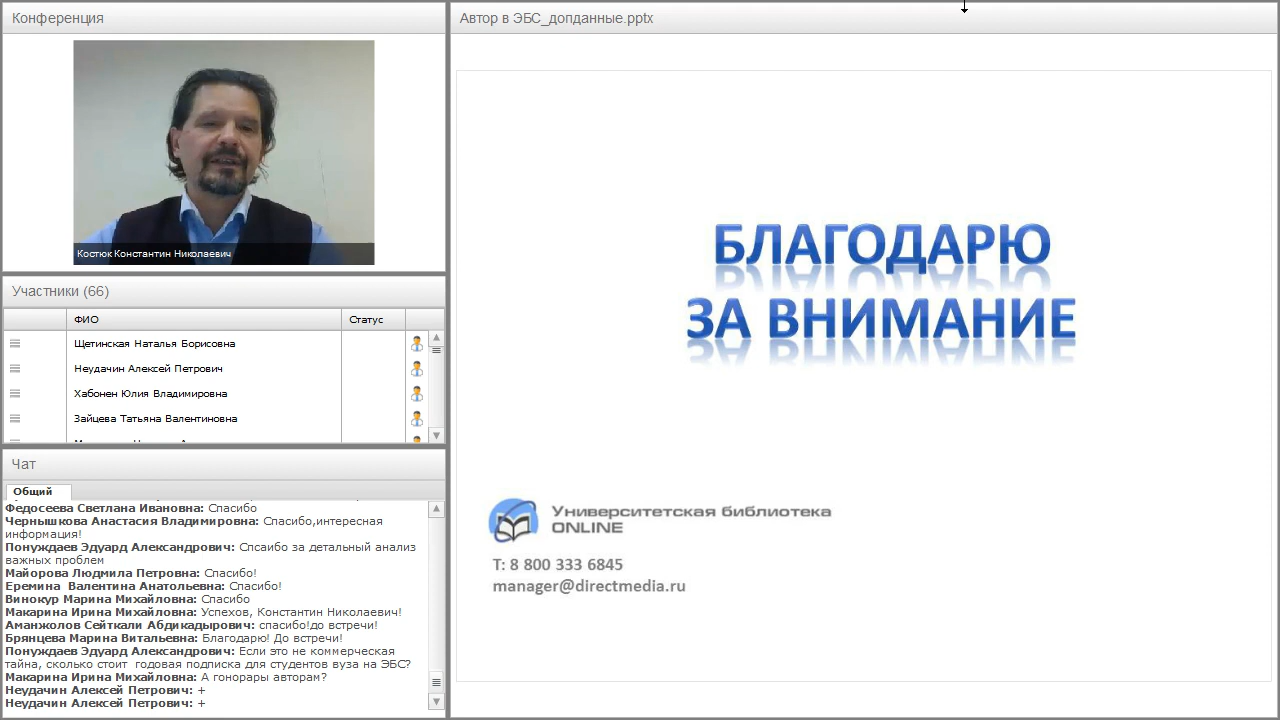 Конференция
Костюк Константин Николаевич
Участники (66)
ФИО
Статус
Щетинская Наталья Борисовна
Неудачин Алексей Петрович
Хабонен Юлия Владимировна
Зайцева Татьяна Валентиновна
Чат
Общий
Федосеева Светлана Ивановна: Спасибо
Чернышкова Анастасия Владимировна: Спасибо,интересная
информация!
Понуждаев Эдуард Александрович: Спсаибо за детальный анализ
важных проблем
Майорова Людмила Петровна: Спасибо!
Еремина Валентина Анатольевна: Спасибо!
Винокур Марина Михайловна: Спасибо
Макарина Ирина Михайловна: Успехов, Константин Николаевич!
Аманжолов Сейткали Абдикадырович: спасибо!до встречи!
Брянцева Марина Витальевна: Благодарю! До встречи!
Понуждаев Эдуард Александрович: Если это не коммерческая
тайна, сколько стоит годовая подписка для студентов вуза на ЭБС?
Макарина Ирина Михайловна: А гонорары авторам?
Неудачин Алексей Петрович: +
Неудачин Алексей Петрович: +
Автор в ЭБС_допданные.pptx
БЛАГОДАРЮ
ЗА ВНИМАНИЕ
Университетская библиотека
ONLINE
Т: 8 800 333 6845
manager@directmedia.ru